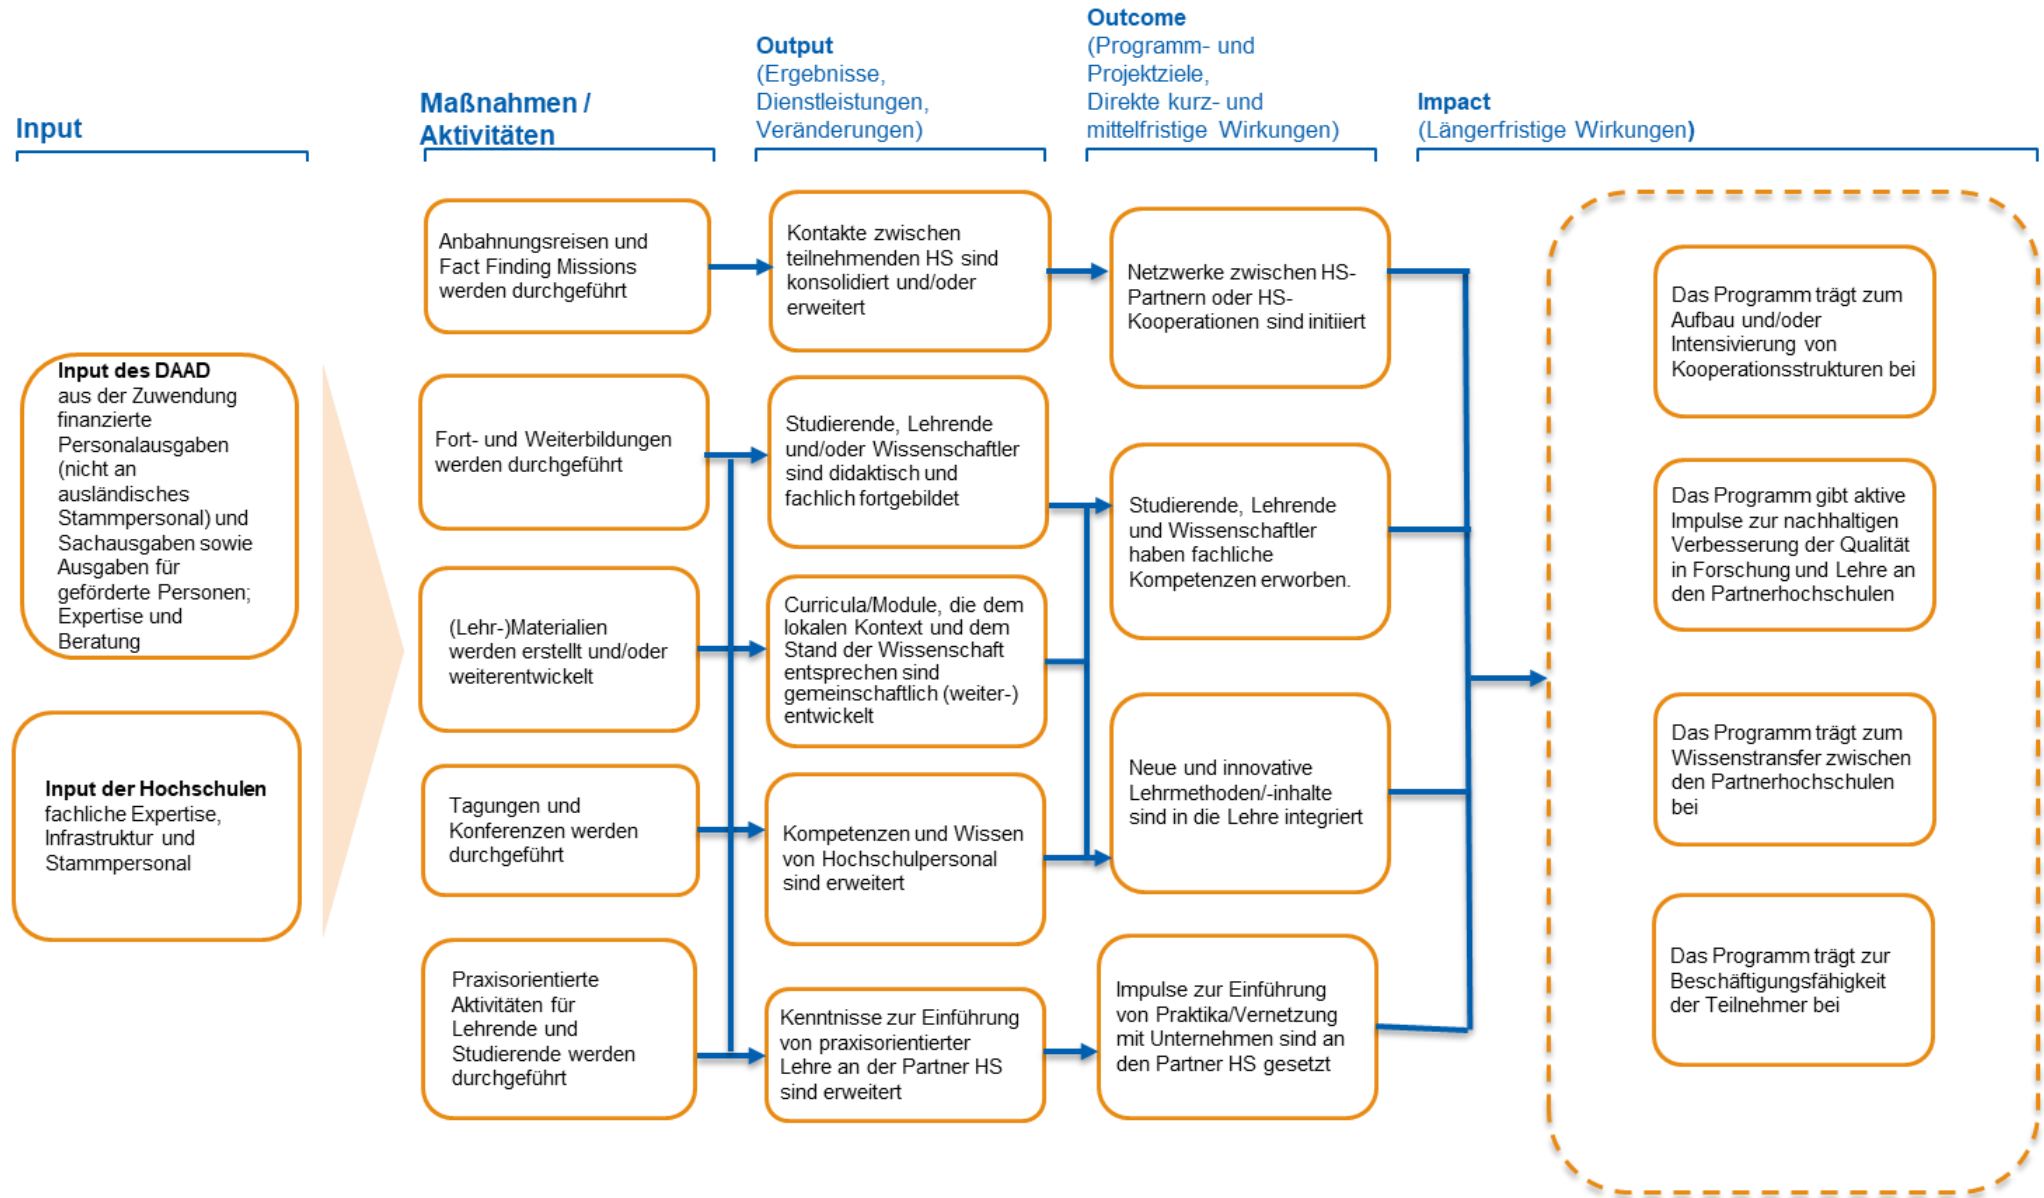 Input
Maßnahmen /
Aktivitäten
Output
(Ergebnisse,
Dienstleistungen,
Veränderungen)
Outcome
(Programm- und
Projektziele,
Direkte kurz- und
mittelfristige Wirkungen)
Impact
(Längerfristige Wirkungen)
Input des DAAD
aus der Zuwendung
finanzierte
Personalausgaben
(nicht an
ausländisches
Stammpersonal) und
Sachausgaben sowie
Ausgaben für
geförderte Personen;
Expertise und
Beratung
Input der Hochschulen
fachliche Expertise,
Infrastruktur und
Stammpersonal
Anbahnungsreisen und
Fact Finding Missions
werden durchgeführt
Fort- und Weiterbildungen
werden durchgeführt
(Lehr-)Materialien
werden erstellt und/oder
weiterentwickelt
Tagungen und
Konferenzen werden
durchgeführt
Praxisorientierte
Aktivitäten für
Lehrende und
Studierende werden
durchgeführt
Kontakte zwischen
teilnehmenden HS sind
konsolidiert und/oder
erweitert
Studierende, Lehrende
und/oder Wissenschaftler
sind didaktisch und
fachlich fortgebildet
Curricula/Module, die dem
lokalen Kontext und dem
Stand der Wissenschaft
entsprechen sind
gemeinschaftlich (weiter-)
entwickelt
Kompetenzen und Wissen
von Hochschulpersonal
sind erweitert
Kenntnisse zur Einführung
von praxisorientierter
Lehre an der Partner HS
sind erweitert
Netzwerke zwischen HS-
Partnern oder HS-
Kooperationen sind initiiert
Studierende, Lehrende
und Wissenschaftler
haben fachliche
Kompetenzen erworben.
Neue und innovative
Lehrmethoden/-inhalte
sind in die Lehre integriert
Impulse zur Einführung
von Praktika/Vernetzung
mit Unternehmen sind an
den Partner HS gesetzt
Das Programm trägt zum
Aufbau und/oder
Intensivierung von
Kooperationsstrukturen bei
Das Programm gibt aktive
Impulse zur nachhaltigen
Verbesserung der Qualität
in Forschung und Lehre an
den Partnerhochschulen
Das Programm trägt zum
Wissenstransfer zwischen
den Partnerhochschulen
bei
Das Programm trägt zur
Beschäftigungsfähigkeit
der Teilnehmer bei